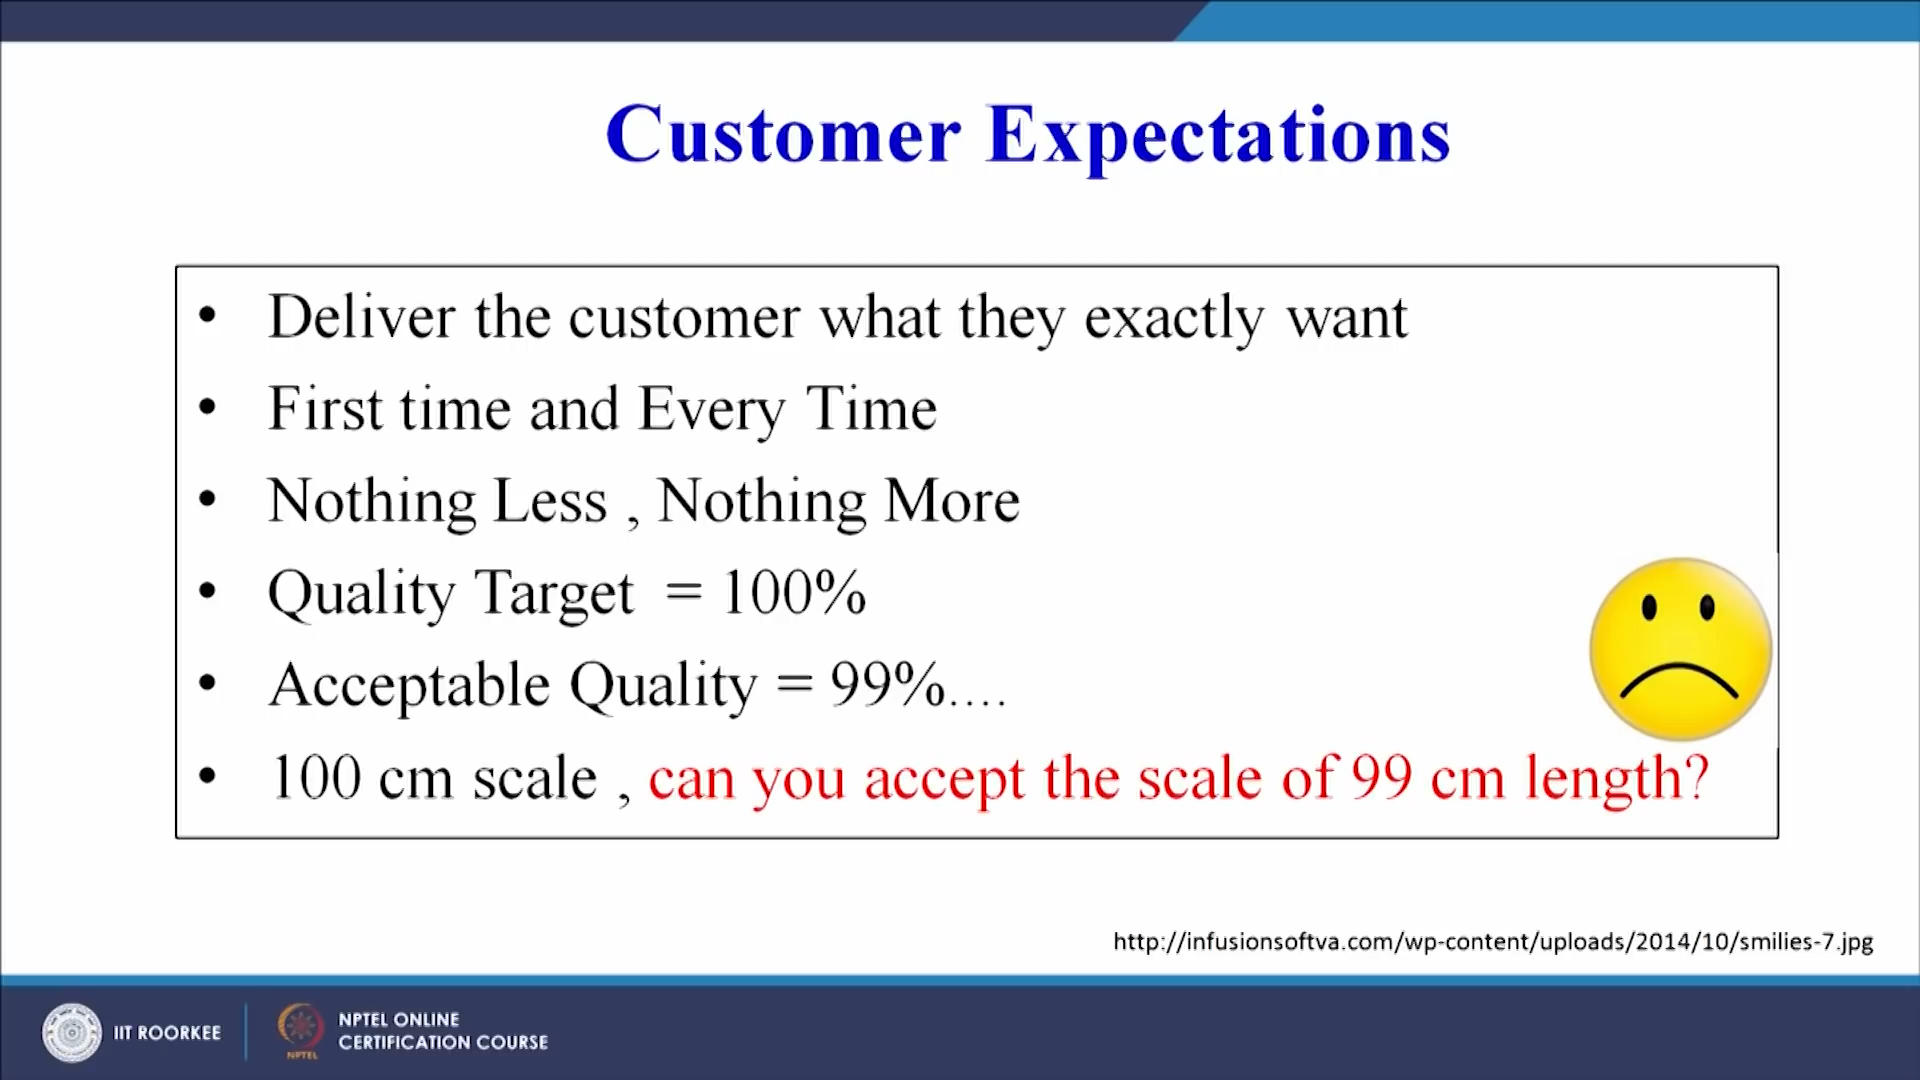 Customer Expectations
• Deliver the customer what they exactly want
• First time and Every Time
• Nothing Less , Nothing More
• Quality Target = 100%
• Acceptable Quality = 99%....
• 100 cm scale , can you accept the scale of 99 cm length?
http://infusionsoftva.com/wp-content/uploads/2014/10/smilies-7.jpg
IIT ROORKEE
NPTEL
NPTEL ONLINE
CERTIFICATION COURSE